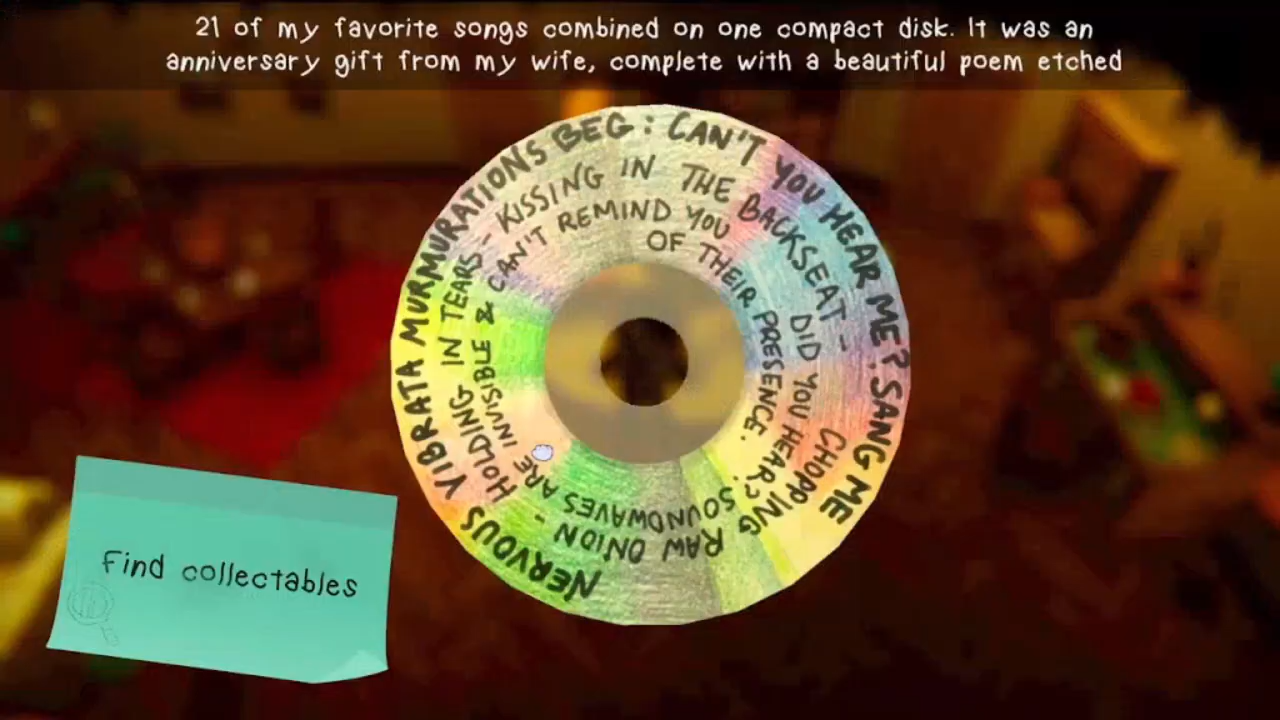 21 of my favorite songs combined on one compact disk. It was an
anniversary gift from my wife, complete with a beautiful poem etched
NERVOUS VIBRATA MURMURATIONS BEG: CAN'T YOU HEAR ME? SANG ME
CHOPPING RAW ONION - HOLDING IN TEARS - KISSING IN THE BACKSEAT -
DID YOU HEAR? SOUNDWAVES ARE INVISIBLE & CAN'T REMIND YOU
OF THEIR PRESENCE.
Find collectables